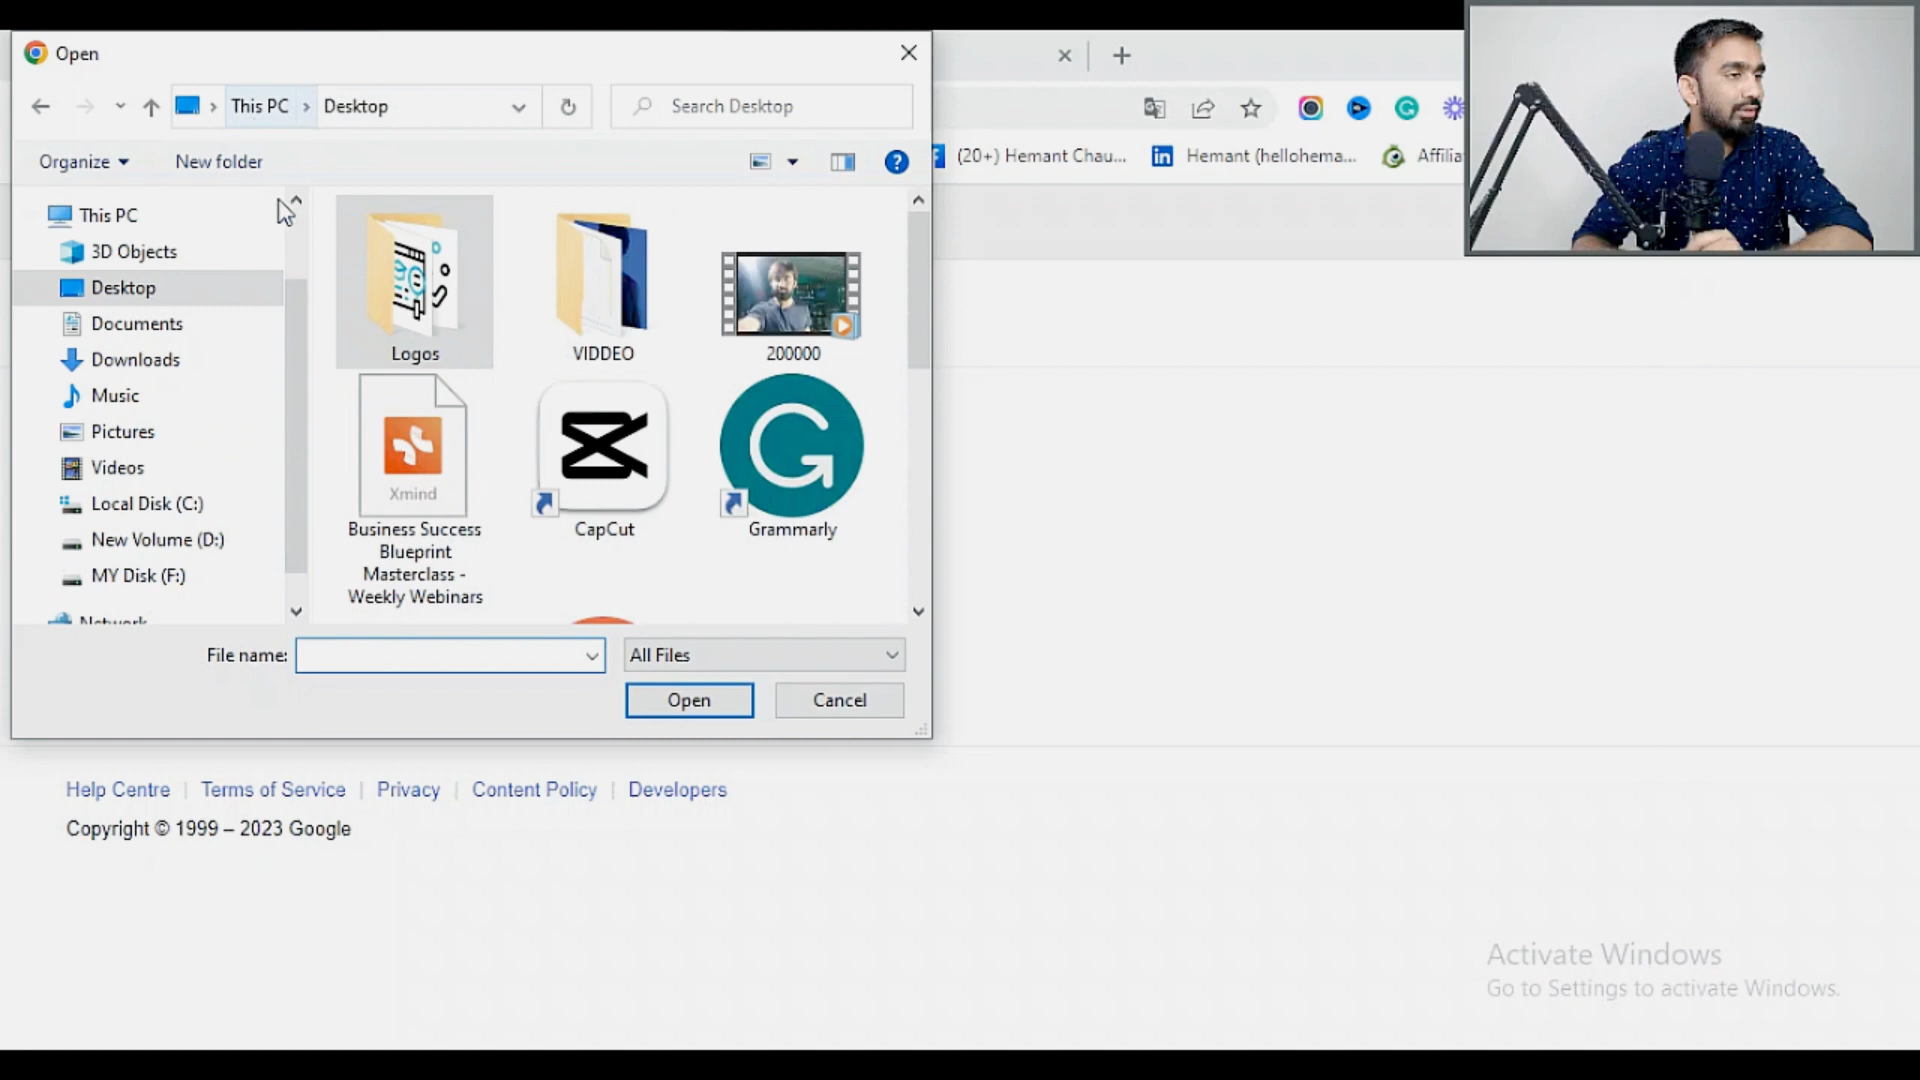 Open
This PC
Desktop
Search Desktop
Organize
New folder
(20+) Hemant Chau...
Hemant (hellohema...
This PC
3D Objects
Desktop
Documents
Downloads
Music
Pictures
Videos
Local Disk (C:)
New Volume (D:)
MY Disk (F:)
Network
Logos
VIDDEO
200000
Xmind
Business Success
Blueprint
Masterclass -
Weekly Webinars
CapCut
Grammarly
File name:
All Files
Open
Cancel
Help Centre
Terms of Service
Privacy
Content Policy
Developers
Copyright © 1999 – 2023 Google
Activate Windows
Go to Settings to activate Windows.